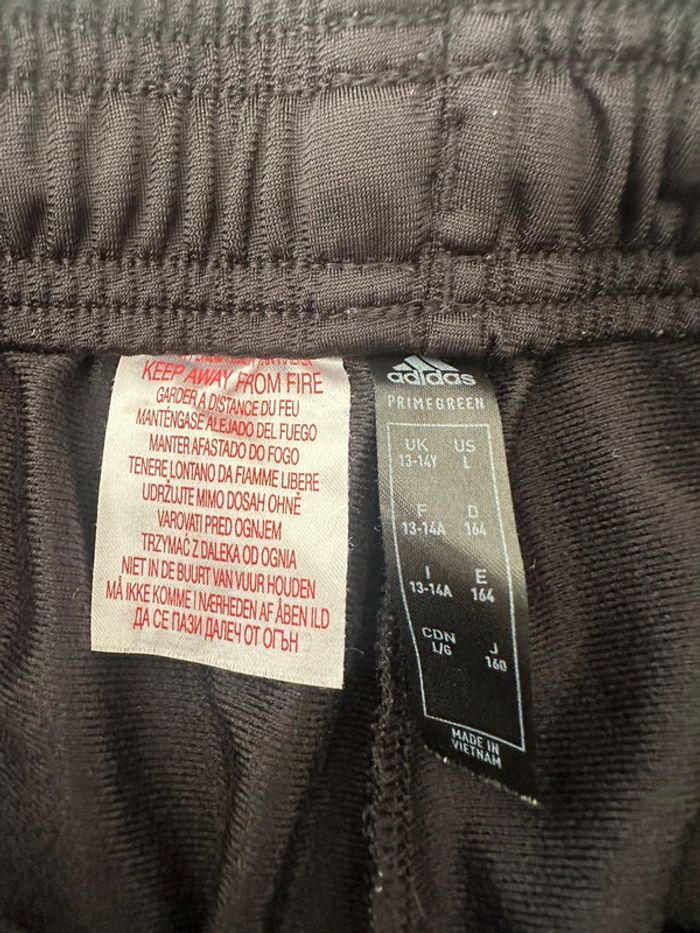 KEEP AWAY FROM FIRE
GARDER A DISTANCE DU FEU
MANTÉNGASE ALEJADO DEL FUEGO
MANTER AFASTADO DO FOGO
TENERE LONTANO DA FIAMME LIBERE
UDRŽUJTE MIMO DOSAH OHNĚ
VAROVATI PRED OGNJEM
TRZYMAĆ Z DALEKA OD OGNIA
NIET IN DE BUURT VAN VUUR HOUDEN
MÅ IKKE KOMME I NÆRHEDEN AF ÅBEN ILD
ДА СЕ ПАЗИ ДАЛЕЧ ОТ ОГЪН
adidas
PRIMEGREEN
UK US
13-14Y L
F D
13-14A 164
I E
13-14A 164
CDN J
L/G 160
MADE IN
VIETNAM